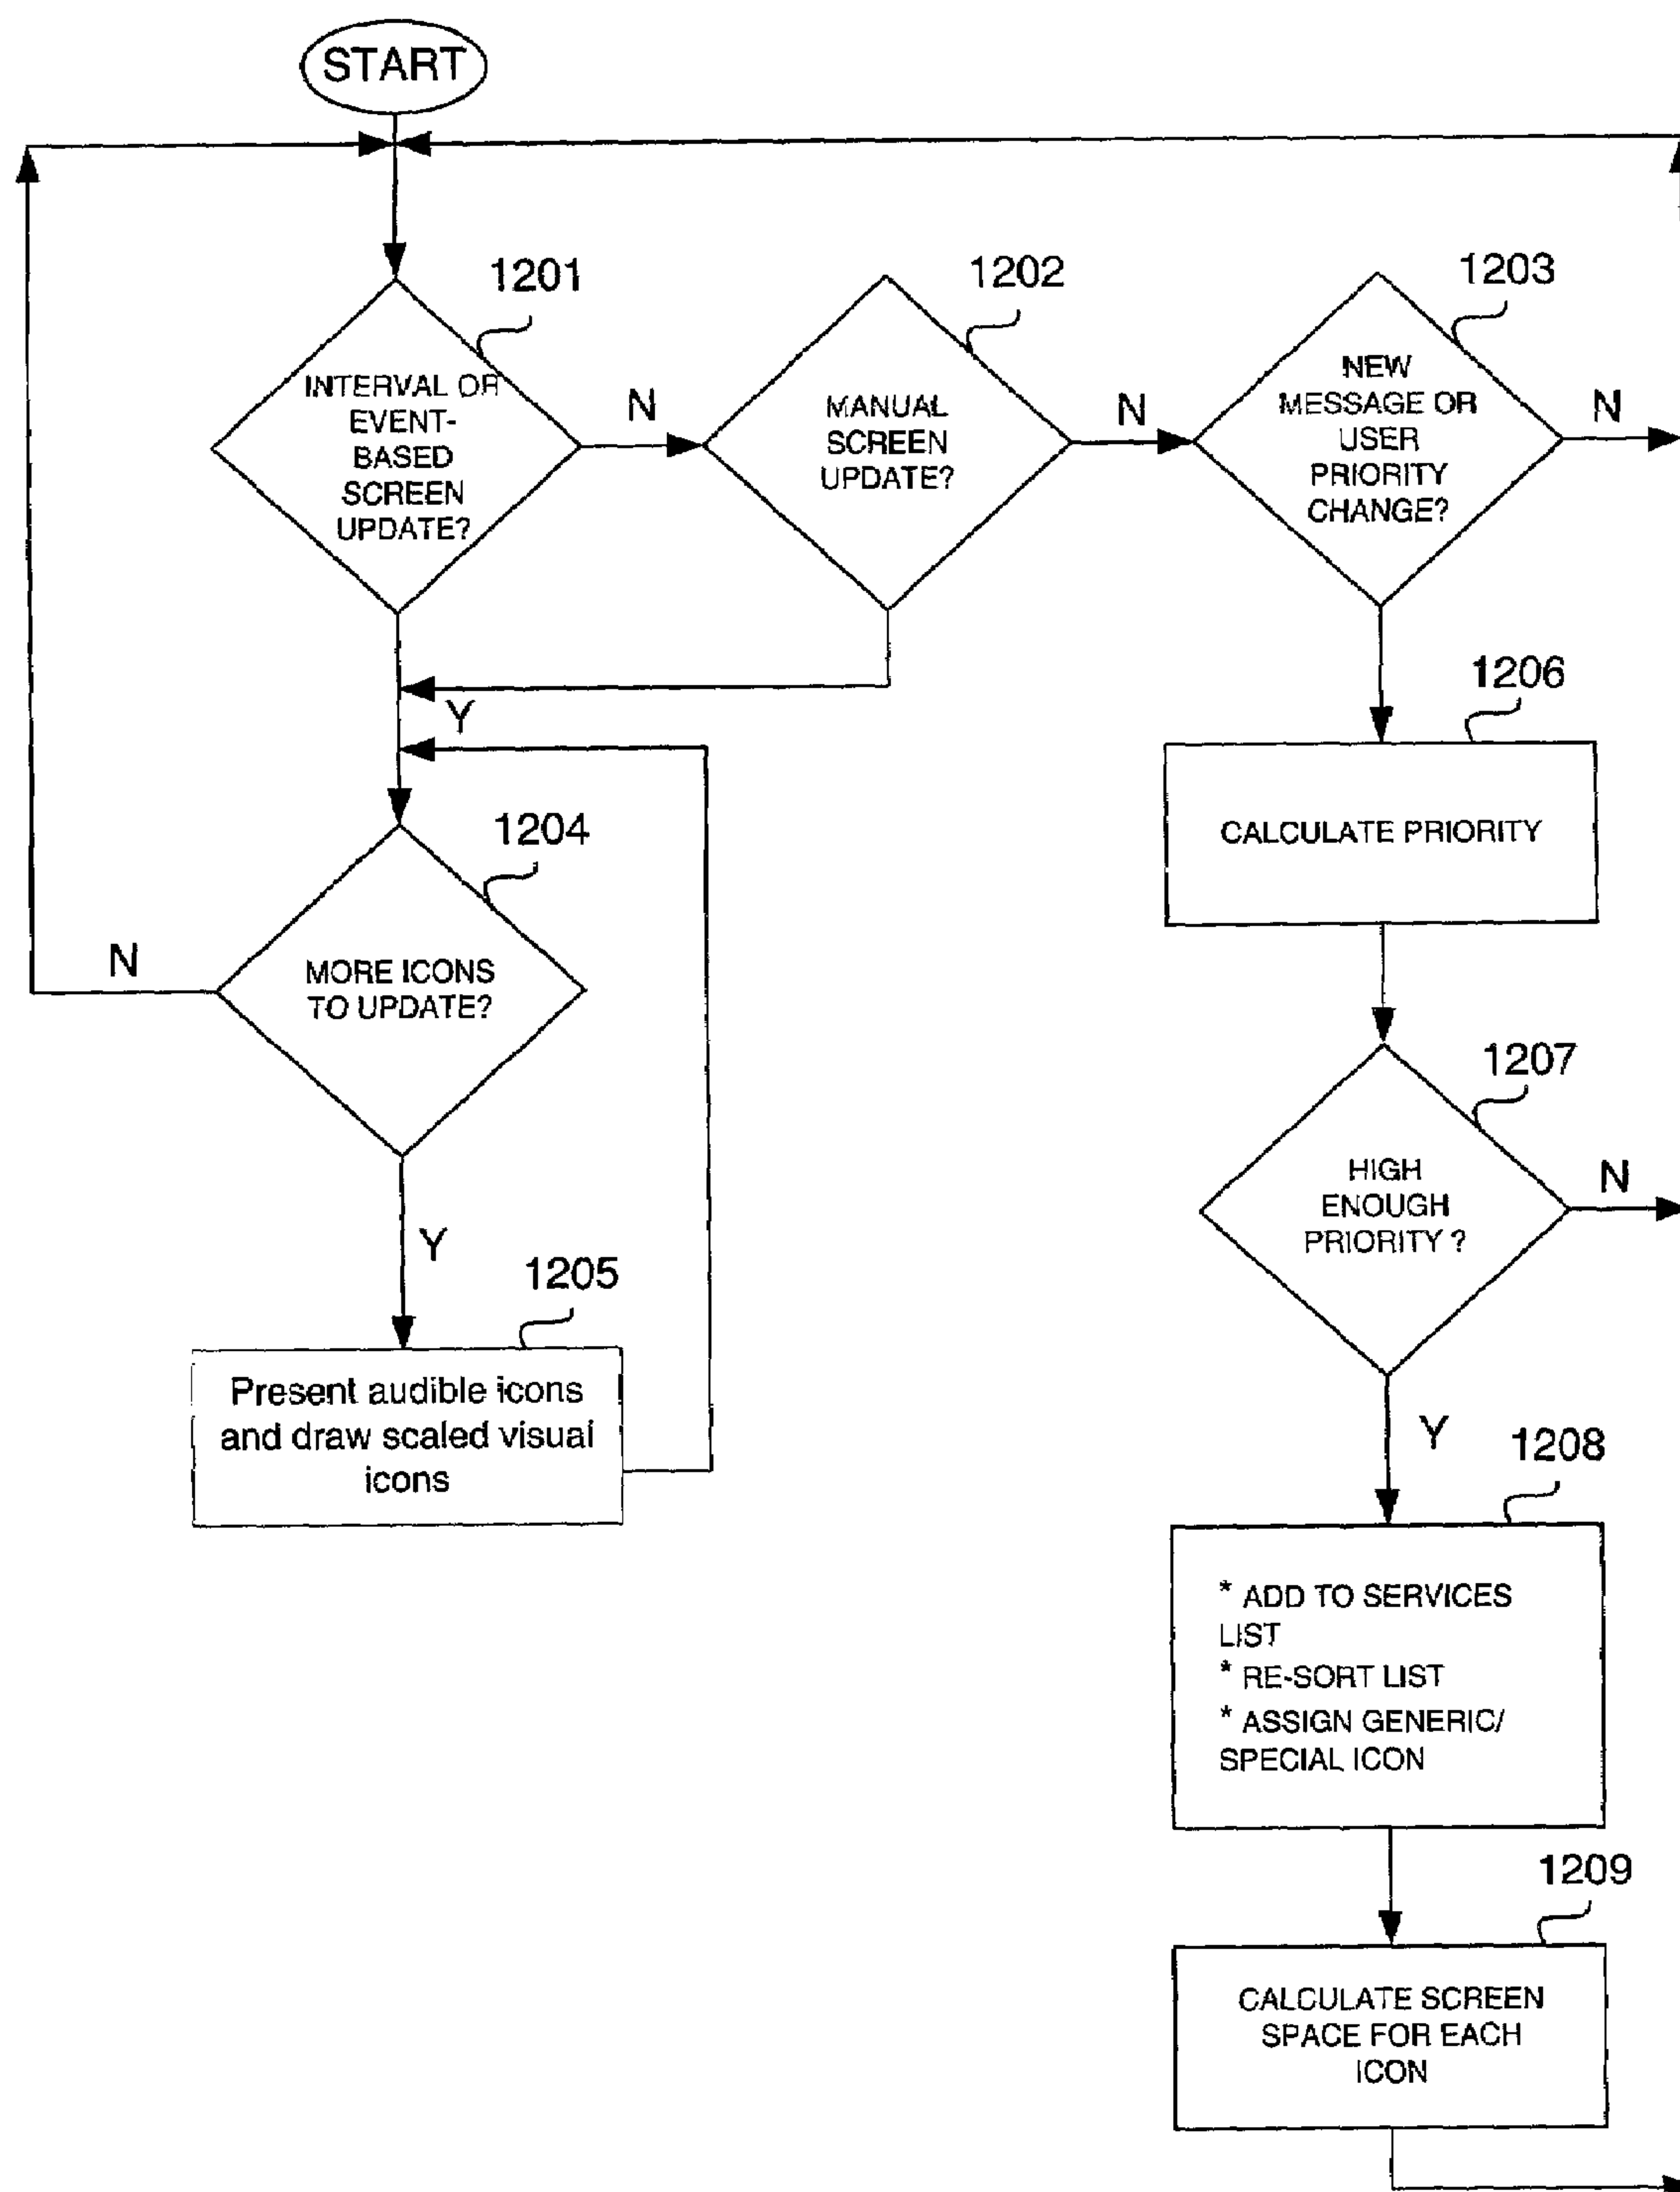 START
1201
INTERVAL OR
EVENT-
BASED
SCREEN
UPDATE?
N
1202
MANUAL
SCREEN
UPDATE?
N
1203
NEW
MESSAGE OR
USER
PRIORITY
CHANGE?
N
Y
1204
MORE ICONS
TO UPDATE?
N
Y
1205
Present audible icons
and draw scaled visual
icons
1206
CALCULATE PRIORITY
1207
HIGH
ENOUGH
PRIORITY ?
N
Y
1208
* ADD TO SERVICES
LIST
* RE-SORT LIST
* ASSIGN GENERIC/
SPECIAL ICON
1209
CALCULATE SCREEN
SPACE FOR EACH
ICON